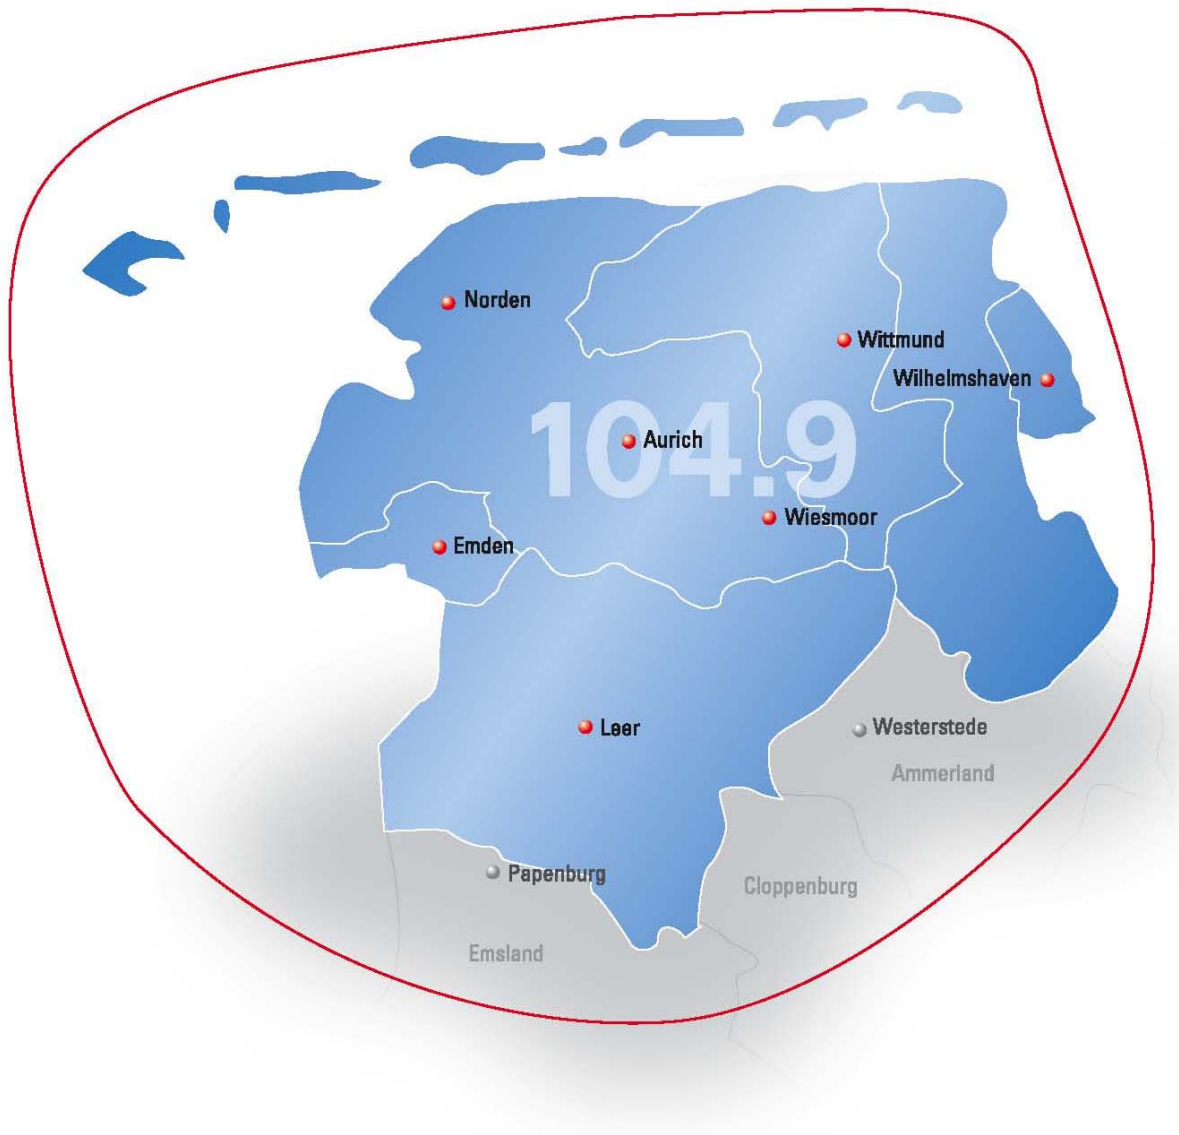 Norden
Wittmund
Wilhelmshaven
104.9
Aurich
Wiesmoor
Emden
Leer
Westerstede
Ammerland
Papenburg
Cloppenburg
Emsland